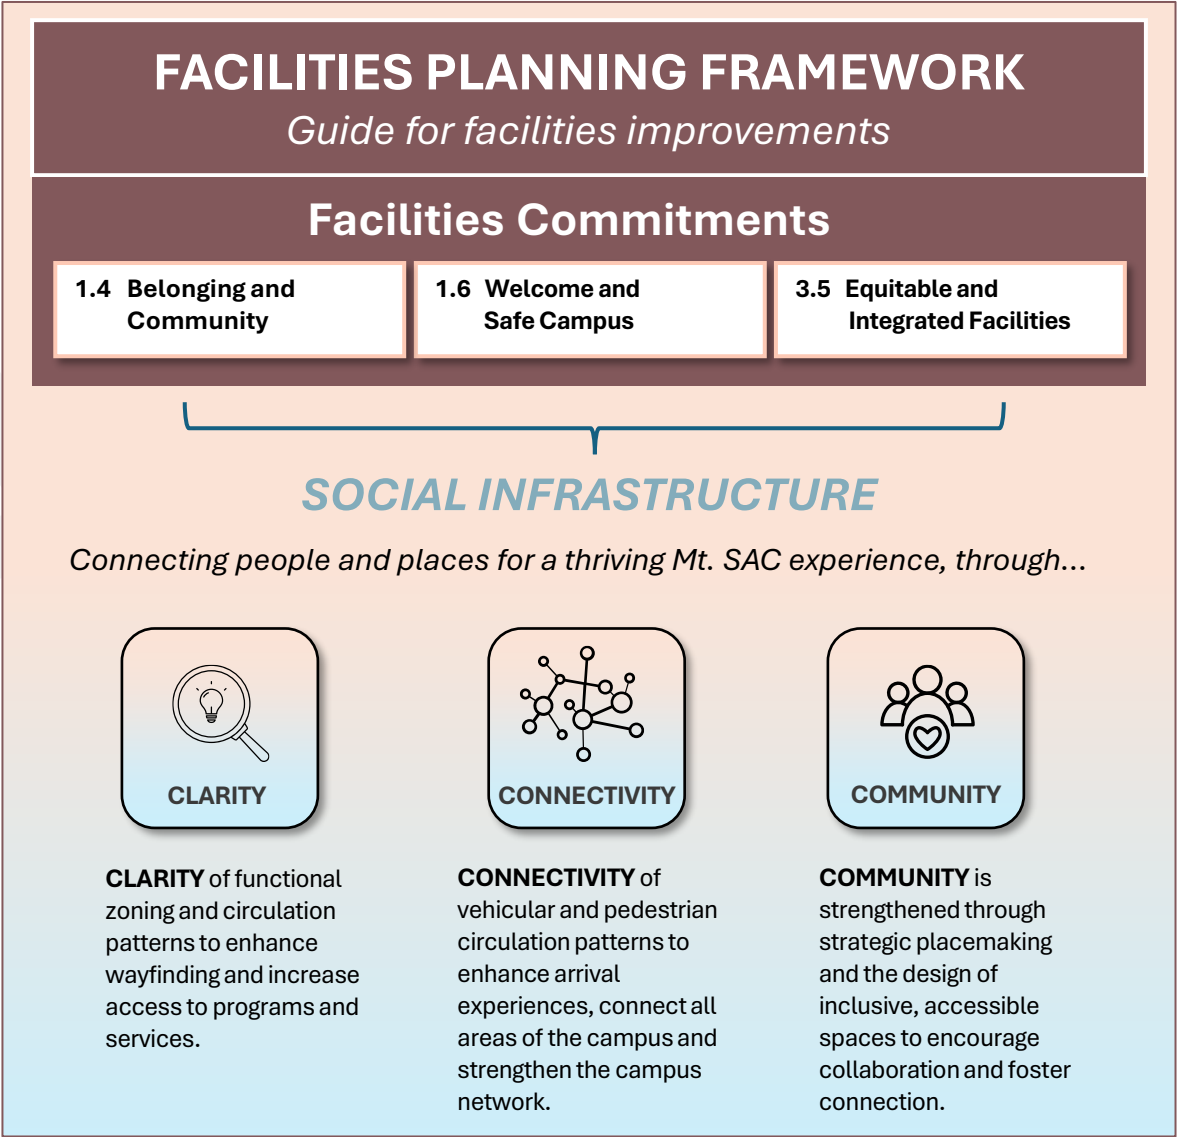 FACILITIES PLANNING FRAMEWORK
Guide for facilities improvements
Facilities Commitments
1.4 Belonging and
Community
1.6 Welcome and
Safe Campus
3.5 Equitable and
Integrated Facilities
SOCIAL INFRASTRUCTURE
Connecting people and places for a thriving Mt. SAC experience, through...
CLARITY
CONNECTIVITY
COMMUNITY
CLARITY of functional
zoning and circulation
patterns to enhance
wayfinding and increase
access to programs and
services.
CONNECTIVITY of
vehicular and pedestrian
circulation patterns to
enhance arrival
experiences, connect all
areas of the campus and
strengthen the campus
network.
COMMUNITY is
strengthened through
strategic placemaking
and the design of
inclusive, accessible
spaces to encourage
collaboration and foster
connection.